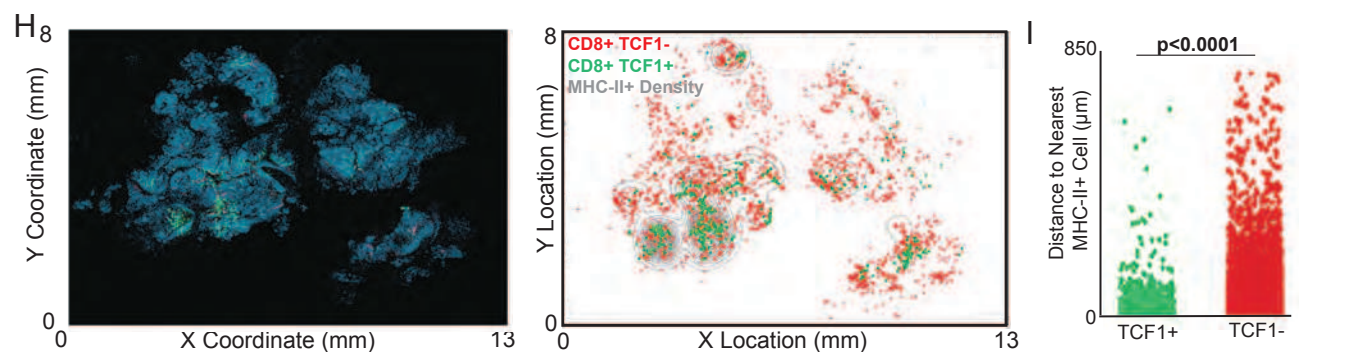 H
8
Y Coordinate (mm)
0
0
X Coordinate (mm)
13
8
CD8+ TCF1-
CD8+ TCF1+
MHC-II+ Density
Y Location (mm)
0
0
X Location (mm)
13
I
850
p<0.0001
Distance to Nearest
MHC-II+ Cell (µm)
0
TCF1+
TCF1-